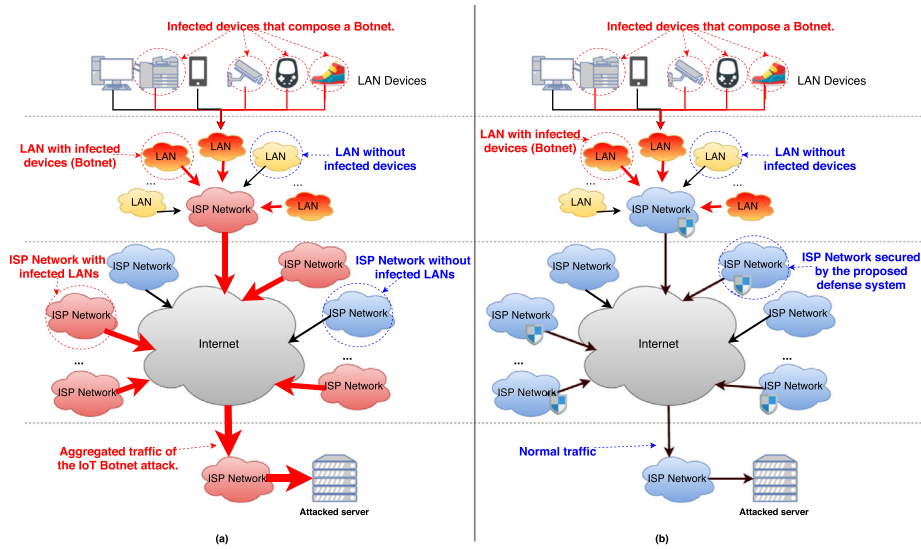 Infected devices that compose a Botnet.
LAN Devices
LAN with infected
devices (Botnet)
LAN
LAN
LAN
LAN without
infected devices
...
LAN
ISP Network
...
LAN
ISP Network with
infected LANs
ISP Network
ISP Network
ISP Network without
infected LANs
ISP Network
ISP Network
Internet
...
...
ISP Network
ISP Network
Aggregated traffic of
the IoT Botnet attack.
ISP Network
Attacked server
(a)
Infected devices that compose a Botnet.
LAN Devices
LAN with infected
devices (Botnet)
LAN
LAN
LAN
LAN without
infected devices
...
LAN
ISP Network
...
LAN
ISP Network
ISP Network
ISP Network secured
by the proposed
defense system
ISP Network
ISP Network
Internet
...
...
ISP Network
ISP Network
Normal traffic
ISP Network
Attacked server
(b)